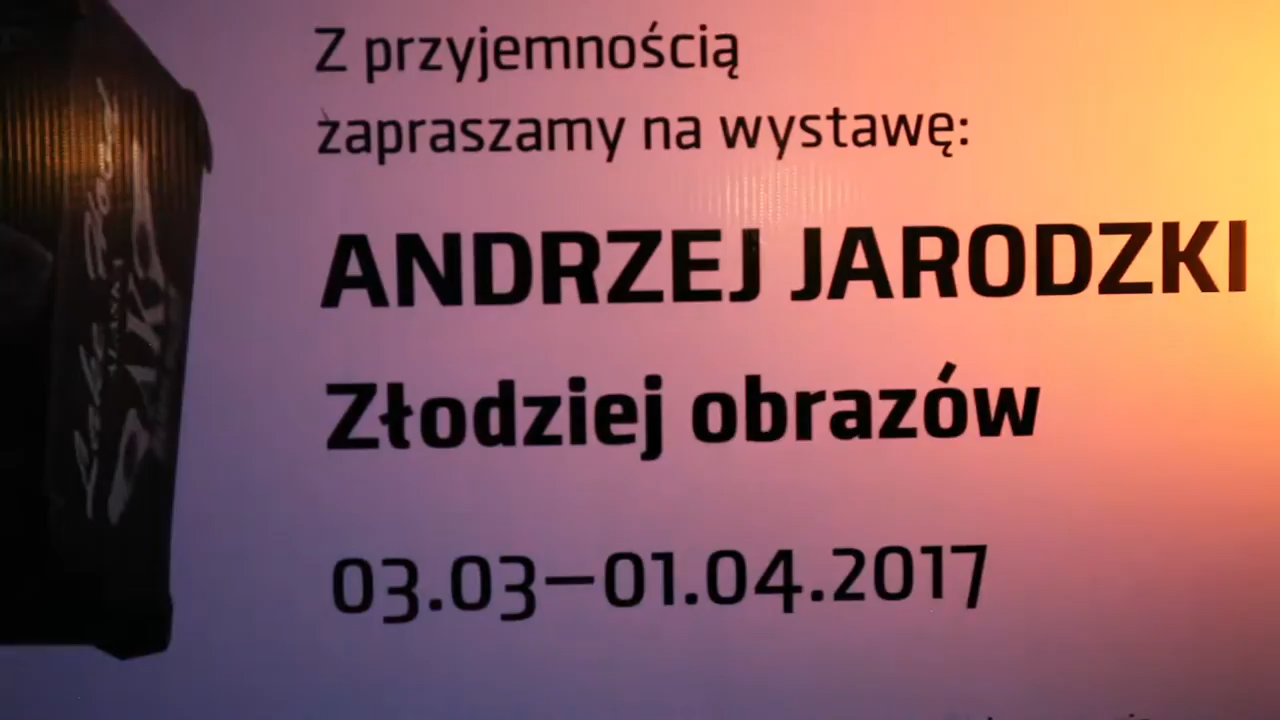 Z przyjemnością
zapraszamy na wystawę:
ANDRZEJ JARODZKI
Złodziej obrazów
03.03–01.04.2017